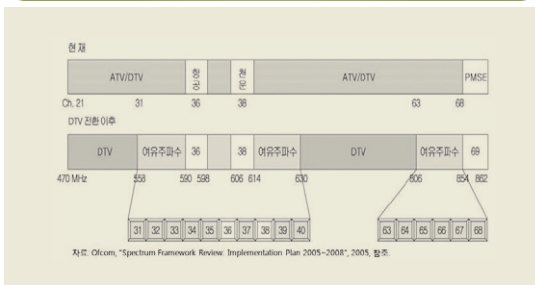 현 재
ATV/DTV 항공 천문 ATV/DTV PMSE
Ch. 21 31 36 38 63 68
DTV 전환 이후
DTV 여유주파수 36 38 여유주파수 DTV 여유주파수 69
470 MHz 558 590 598 606 614 630 806 854 862
31 32 33 34 35 36 37 38 39 40 63 64 65 66 67 68
자료: Ofcom, "Spectrum Framework Review: Implementation Plan 2005~2008", 2005, 참조.